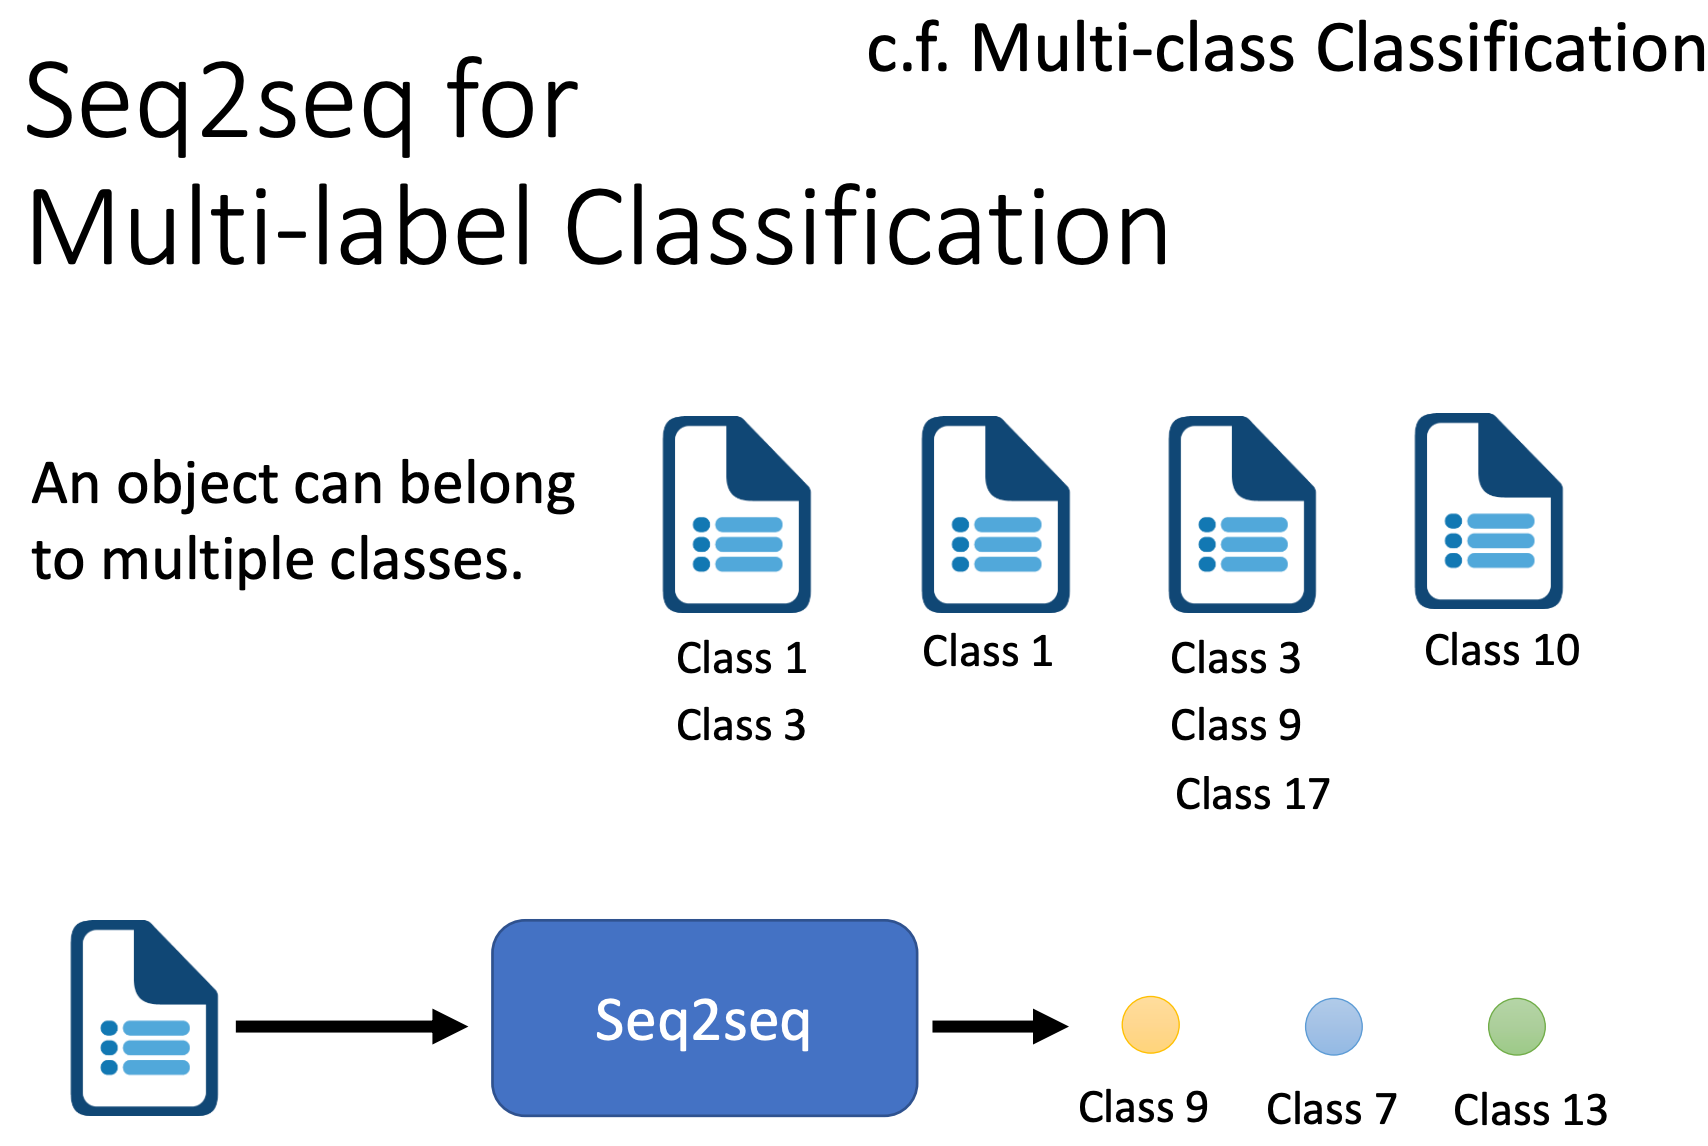 c.f. Multi-class Classification
Seq2seq for
Multi-label Classification
An object can belong
to multiple classes.
Class 1
Class 3
Class 1
Class 3
Class 9
Class 17
Class 10
Seq2seq
Class 9
Class 7
Class 13